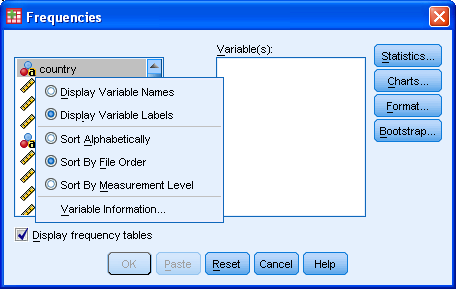 Frequencies
Variable(s):
country
Display Variable Names
Display Variable Labels
Sort Alphabetically
Sort By File Order
Sort By Measurement Level
Variable Information...
Statistics...
Charts...
Format...
Bootstrap...
Display frequency tables
OK Paste Reset Cancel Help